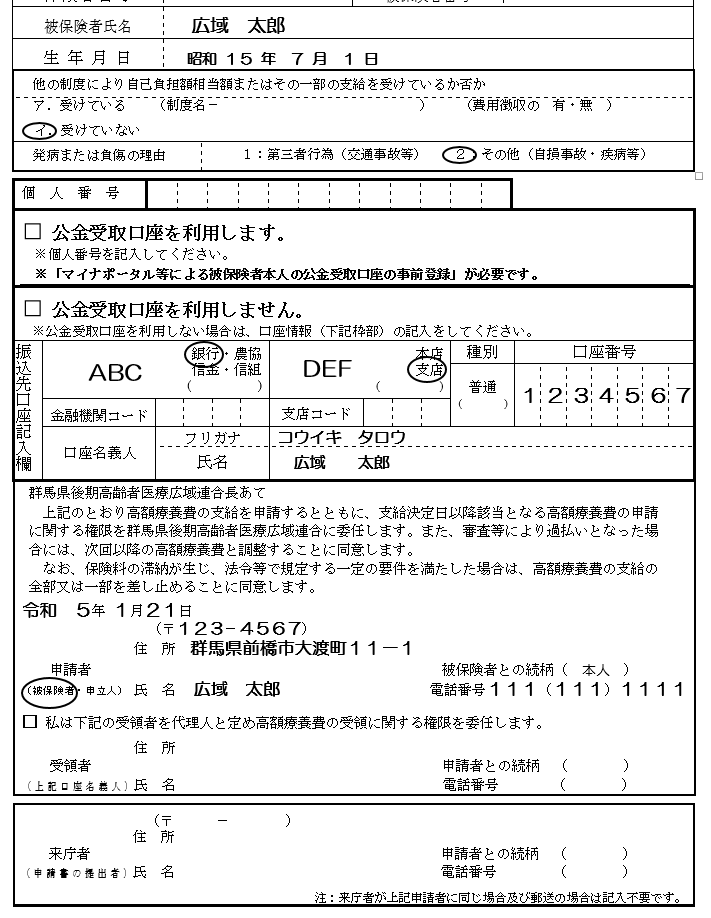 被保険者氏名 広域 太郎
生年月日 昭和 15 年 7 月 1 日
他の制度により自己負担額相当額またはその一部の支給を受けているか否か
ア．受けている （制度名－ ） （費用徴収の 有・無 ）
イ．受けていない
発病または負傷の理由 1：第三者行為（交通事故等） 2．その他（自損事故・疾病等）
個人番号
□ 公金受取口座を利用します。
※個人番号を記入してください。
※「マイナポータル等による被保険者本人の公金受取口座の事前登録」が必要です。
□ 公金受取口座を利用しません。
※公金受取口座を利用しない場合は、口座情報（下記枠部）の記入をしてください。
振込先口座記入欄
ABC 銀行・農協 信金・信組 （ ） DEF 本店 支店 （ ） 種別 口座番号
普通 （ ） 1 2 3 4 5 6 7
金融機関コード 支店コード
口座名義人 フリガナ コウイキ タロウ
氏名 広域 太郎
群馬県後期高齢者医療広域連合長あて
上記のとおり高額療養費の支給を申請するとともに、支給決定日以降該当となる高額療養費の申請
に関する権限を群馬県後期高齢者医療広域連合に委任します。また、審査等により過払いとなった場
合には、次回以降の高額療養費と調整することに同意します。
なお、保険料の滞納が生じ、法令等で規定する一定の要件を満たした場合は、高額療養費の支給の
全部又は一部を差し止めることに同意します。
令和 5年 1月21日
（〒123-4567）
住 所 群馬県前橋市大渡町１１－１
申請者 被保険者との続柄（ 本人 ）
（被保険者・申立人）氏 名 広域 太郎 電話番号 111（111）1111
□ 私は下記の受領者を代理人と定め高額療養費の受領に関する権限を委任します。
住 所
受領者 申請者との続柄 （ ）
（上記口座名義人）氏 名 電話番号 （ ）
（〒 － ）
住 所
来庁者 申請者との続柄 （ ）
（申請書の提出者）氏 名 電話番号 （ ）
注：来庁者が上記申請者に同じ場合及び郵送の場合は記入不要です。